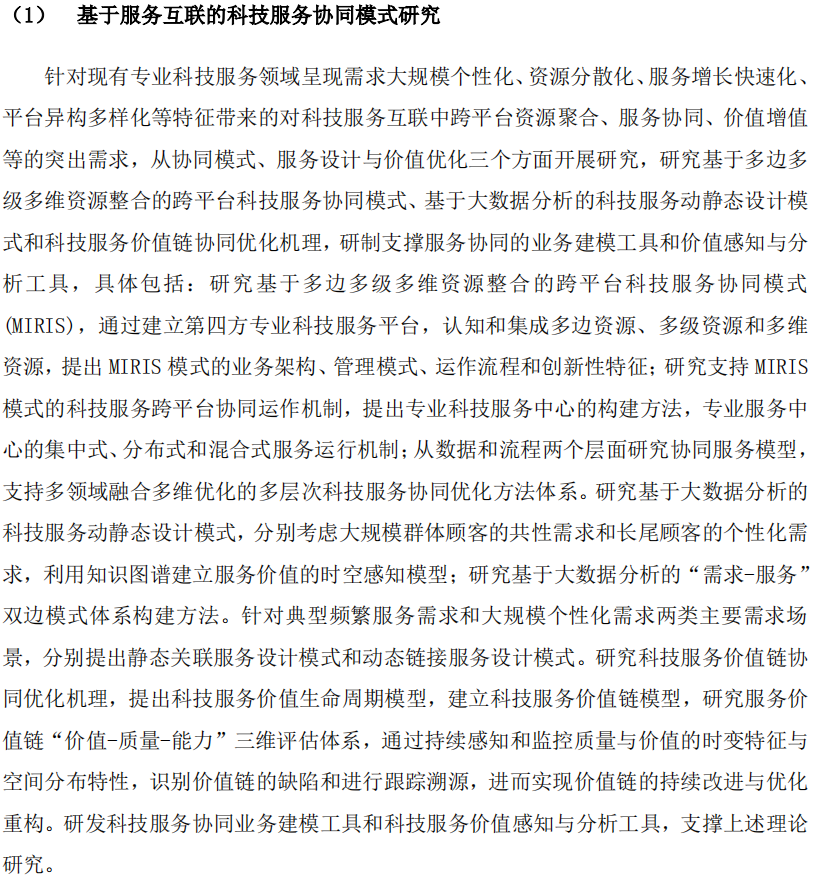 （1） 基于服务互联的科技服务协同模式研究
针对现有专业科技服务领域呈现需求大规模个性化、资源分散化、服务增长快速化、
平台异构多样化等特征带来的对科技服务互联中跨平台资源聚合、服务协同、价值增值
等的突出需求，从协同模式、服务设计与价值优化三个方面开展研究，研究基于多边多
级多维资源整合的跨平台科技服务协同模式、基于大数据分析的科技服务动静态设计模
式和科技服务价值链协同优化机理，研制支撑服务协同的业务建模工具和价值感知与分
析工具，具体包括：研究基于多边多级多维资源整合的跨平台科技服务协同模式
(MIRIS)，通过建立第四方专业科技服务平台，认知和集成多边资源、多级资源和多维
资源，提出 MIRIS 模式的业务架构、管理模式、运作流程和创新性特征；研究支持 MIRIS
模式的科技服务跨平台协同运作机制，提出专业科技服务中心的构建方法，专业服务中
心的集中式、分布式和混合式服务运行机制；从数据和流程两个层面研究协同服务模型，
支持多领域融合多维优化的多层次科技服务协同优化方法体系。研究基于大数据分析的
科技服务动静态设计模式，分别考虑大规模群体顾客的共性需求和长尾顾客的个性化需
求，利用知识图谱建立服务价值的时空感知模型；研究基于大数据分析的“需求-服务”
双边模式体系构建方法。针对典型频繁服务需求和大规模个性化需求两类主要需求场
景，分别提出静态关联服务设计模式和动态链接服务设计模式。研究科技服务价值链协
同优化机理，提出科技服务价值生命周期模型，建立科技服务价值链模型，研究服务价
值链“价值-质量-能力”三维评估体系，通过持续感知和监控质量与价值的时变特征与
空间分布特性，识别价值链的缺陷和进行跟踪溯源，进而实现价值链的持续改进与优化
重构。研发科技服务协同业务建模工具和科技服务价值感知与分析工具，支撑上述理论
研究。